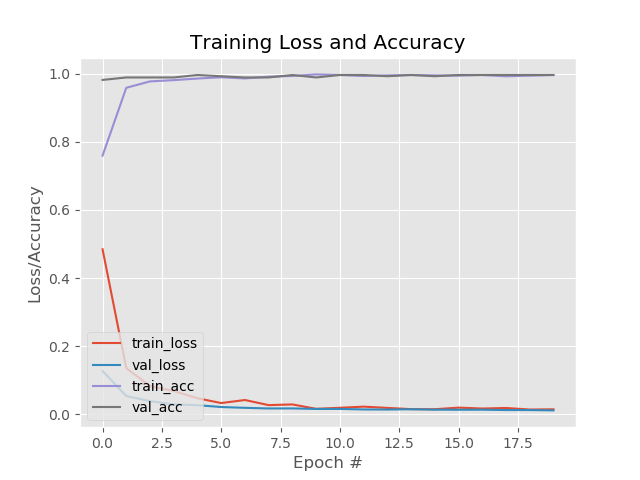 Training Loss and Accuracy
Loss/Accuracy
1.0
0.8
0.6
0.4
0.2
0.0
train_loss
val_loss
train_acc
val_acc
0.0 2.5 5.0 7.5 10.0 12.5 15.0 17.5
Epoch #